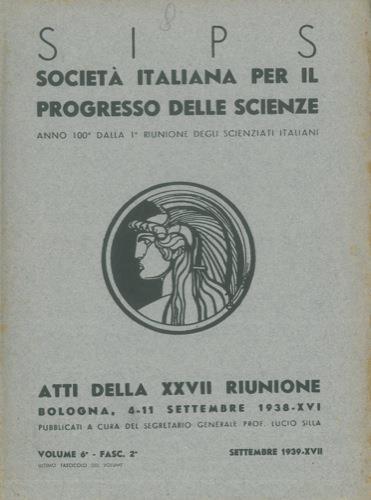 8
SIPS
SOCIETÀ ITALIANA PER IL
PROGRESSO DELLE SCIENZE
ANNO 100° DALLA 1ª RIUNIONE DEGLI SCIENZIATI ITALIANI
ATTI DELLA XXVII RIUNIONE
BOLOGNA, 4-11 SETTEMBRE 1938-XVI
PUBBLICATI A CURA DEL SEGRETARIO GENERALE PROF. LUCIO SILLA
VOLUME 6° - FASC. 2° SETTEMBRE 1939-XVII
ULTIMO FASCICOLO DEL VOLUME